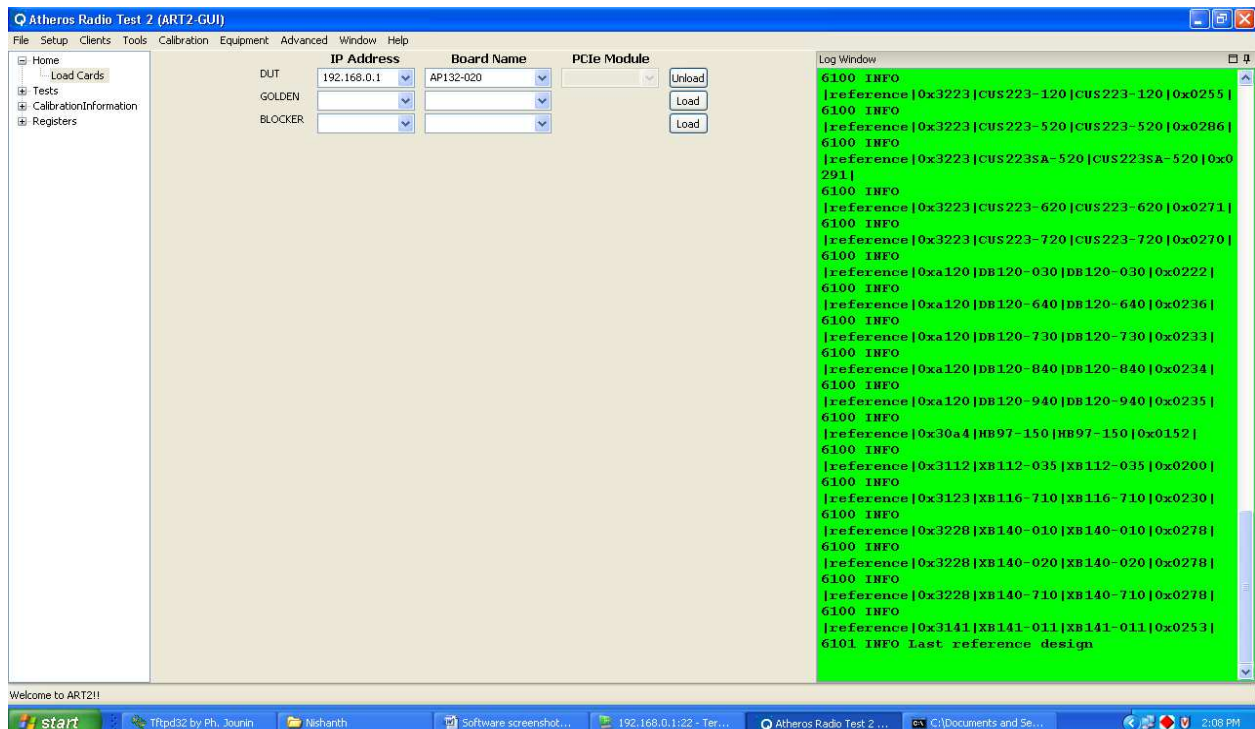 Atheros Radio Test 2 (ART2-GUI)
File Setup Clients Tools Calibration Equipment Advanced Window Help
Home
Load Cards
Tests
CalibrationInformation
Registers
IP Address Board Name PCIe Module
DUT 192.168.0.1 AP132-020 Unload
GOLDEN Load
BLOCKER Load
Log Window
6100 INFO
|reference|0x3223|CUS223-120|CUS223-120|0x0255|
6100 INFO
|reference|0x3223|CUS223-520|CUS223-520|0x0286|
6100 INFO
|reference|0x3223|CUS223SA-520|CUS223SA-520|0x0
291|
6100 INFO
|reference|0x3223|CUS223-620|CUS223-620|0x0271|
6100 INFO
|reference|0x3223|CUS223-720|CUS223-720|0x0270|
6100 INFO
|reference|0xa120|DB120-030|DB120-030|0x0222|
6100 INFO
|reference|0xa120|DB120-640|DB120-640|0x0236|
6100 INFO
|reference|0xa120|DB120-730|DB120-730|0x0233|
6100 INFO
|reference|0xa120|DB120-840|DB120-840|0x0234|
6100 INFO
|reference|0xa120|DB120-940|DB120-940|0x0235|
6100 INFO
|reference|0x30a4|HB97-150|HB97-150|0x0152|
6100 INFO
|reference|0x3112|XB112-035|XB112-035|0x0200|
6100 INFO
|reference|0x3123|XB116-710|XB116-710|0x0230|
6100 INFO
|reference|0x3228|XB140-010|XB140-010|0x0278|
6100 INFO
|reference|0x3228|XB140-020|XB140-020|0x0278|
6100 INFO
|reference|0x3228|XB140-710|XB140-710|0x0278|
6100 INFO
|reference|0x3141|XB141-011|XB141-011|0x0253|
6101 INFO Last reference design
Welcome to ART2!!
start Tftpd32 by Ph. Jounin Nishanth Software screenshot... 192.168.0.1:22 - Ter... Atheros Radio Test 2 ... C:\Documents and Se... 2:08 PM